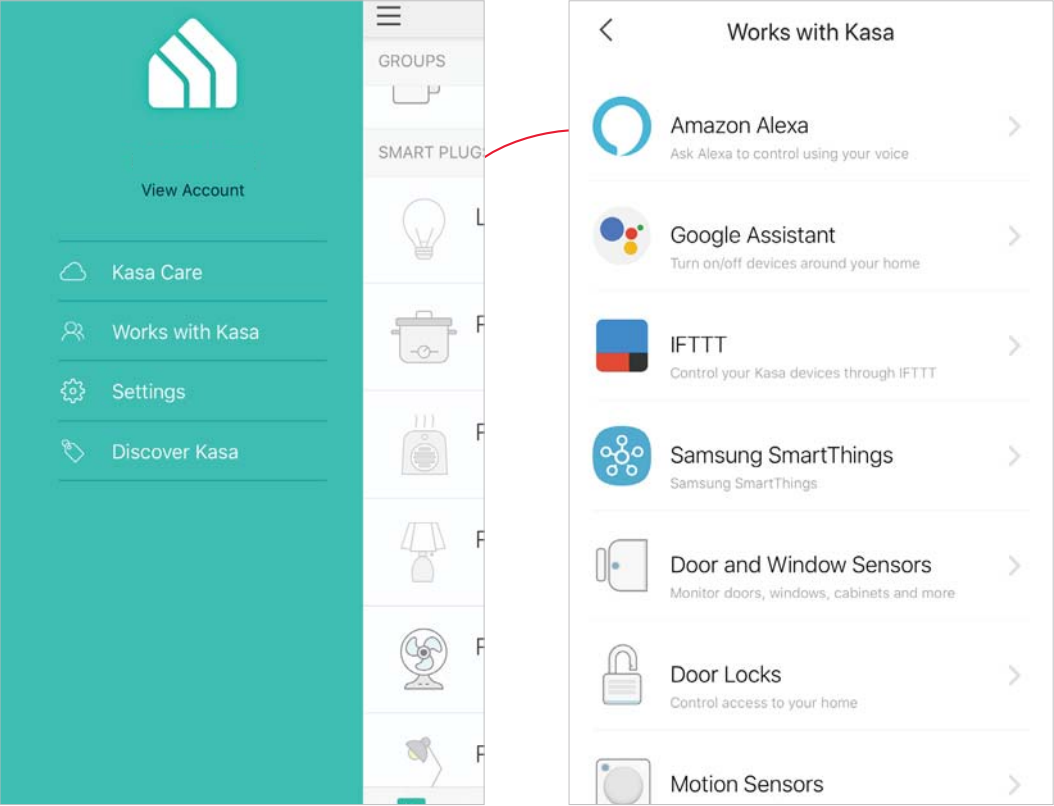 View Account
Kasa Care
Works with Kasa
Settings
Discover Kasa
GROUPS
SMART PLUG
L
F
F
F
F
F
Works with Kasa
Amazon Alexa
Ask Alexa to control using your voice
Google Assistant
Turn on/off devices around your home
IFTTT
Control your Kasa devices through IFTTT
Samsung SmartThings
Samsung SmartThings
Door and Window Sensors
Monitor doors, windows, cabinets and more
Door Locks
Control access to your home
Motion Sensors